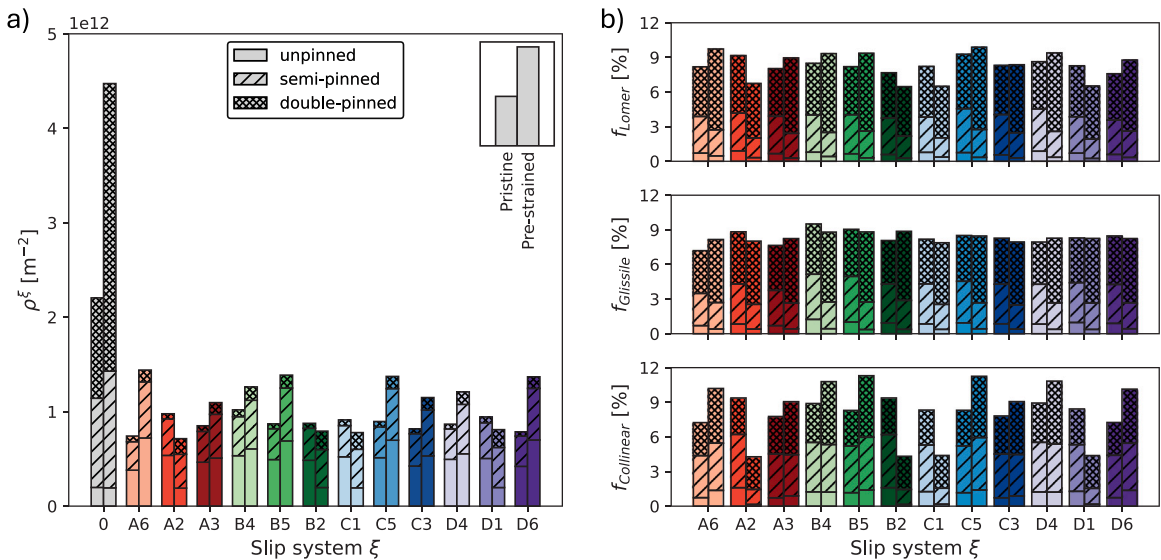 a)
1e12
5
4
3
2
1
0
ρ^ξ [m⁻²]
unpinned
semi-pinned
double-pinned
Pristine
Pre-strained
0 A6 A2 A3 B4 B5 B2 C1 C5 C3 D4 D1 D6
Slip system ξ
b)
12
9
6
3
0
f_Lomer [%]
12
9
6
3
0
f_Glissile [%]
12
9
6
3
0
f_Collinear [%]
A6 A2 A3 B4 B5 B2 C1 C5 C3 D4 D1 D6
Slip system ξ